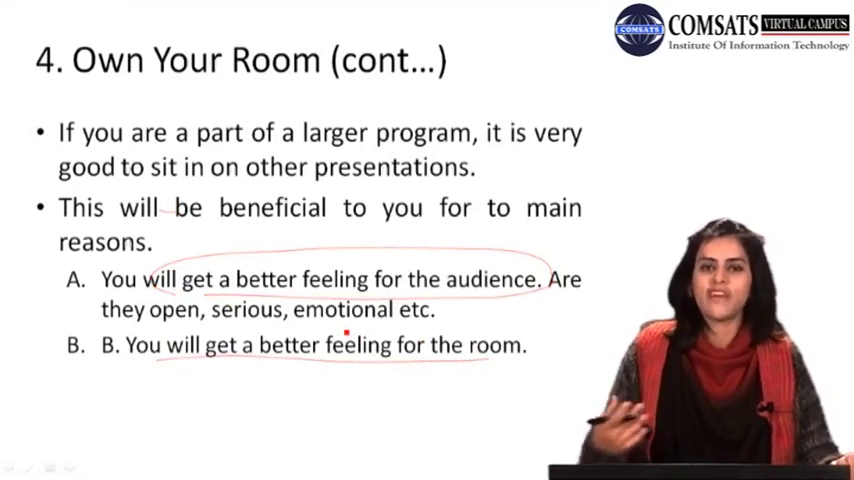 COMSATS VIRTUAL CAMPUS
COMSATS
Institute Of Information Technology
4. Own Your Room (cont...)
• If you are a part of a larger program, it is very
good to sit in on other presentations.
• This will be beneficial to you for to main
reasons.
A. You will get a better feeling for the audience. Are
they open, serious, emotional etc.
B. B. You will get a better feeling for the room.